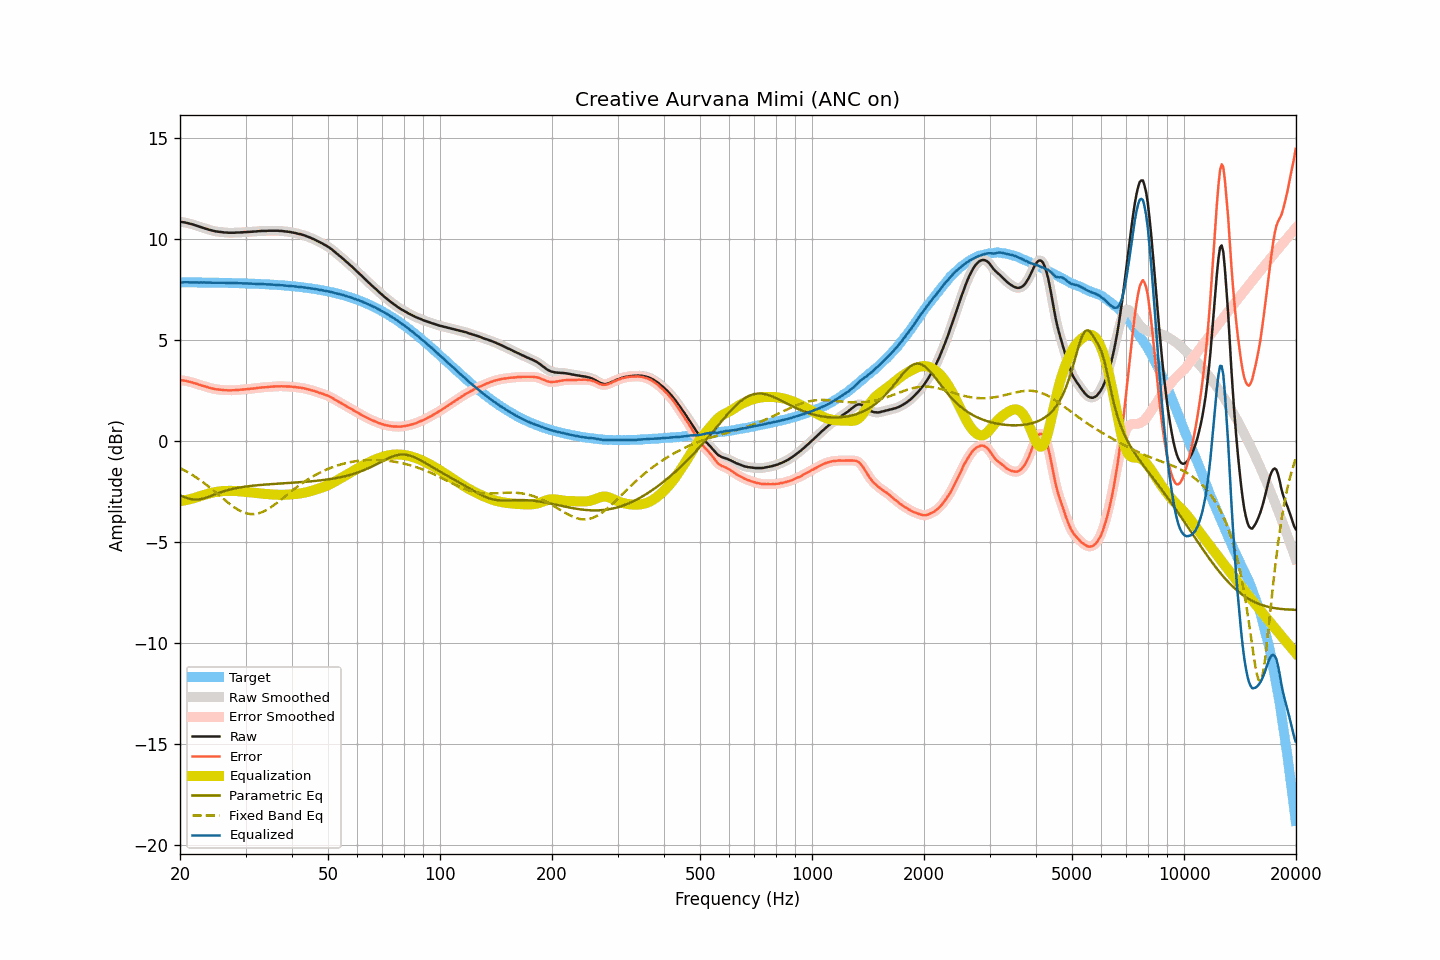 Creative Aurvana Mimi (ANC on)
15
10
5
0
−5
−10
−15
−20
Amplitude (dBr)
Target
Raw Smoothed
Error Smoothed
Raw
Error
Equalization
Parametric Eq
Fixed Band Eq
Equalized
20 50 100 200 500 1000 2000 5000 10000 20000
Frequency (Hz)